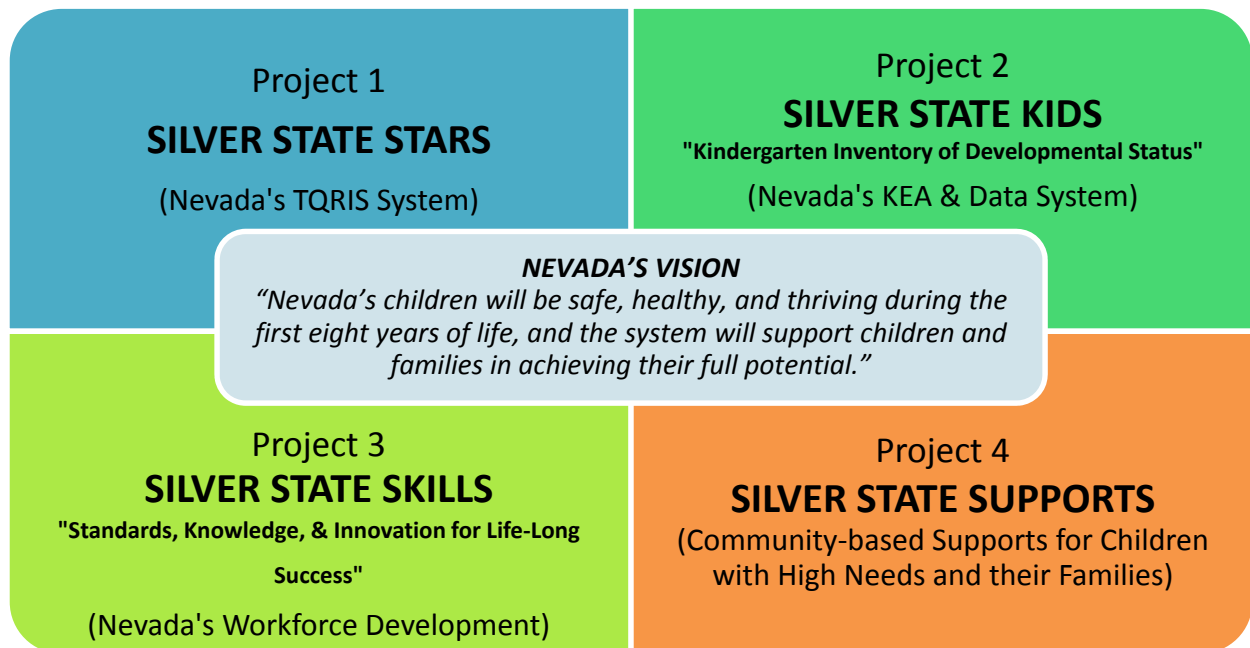 Project 1
SILVER STATE STARS
(Nevada's TQRIS System)
Project 2
SILVER STATE KIDS
"Kindergarten Inventory of Developmental Status"
(Nevada's KEA & Data System)
NEVADA’S VISION
“Nevada’s children will be safe, healthy, and thriving during the
first eight years of life, and the system will support children and
families in achieving their full potential.”
Project 3
SILVER STATE SKILLS
"Standards, Knowledge, & Innovation for Life-Long
Success"
(Nevada's Workforce Development)
Project 4
SILVER STATE SUPPORTS
(Community-based Supports for Children
with High Needs and their Families)